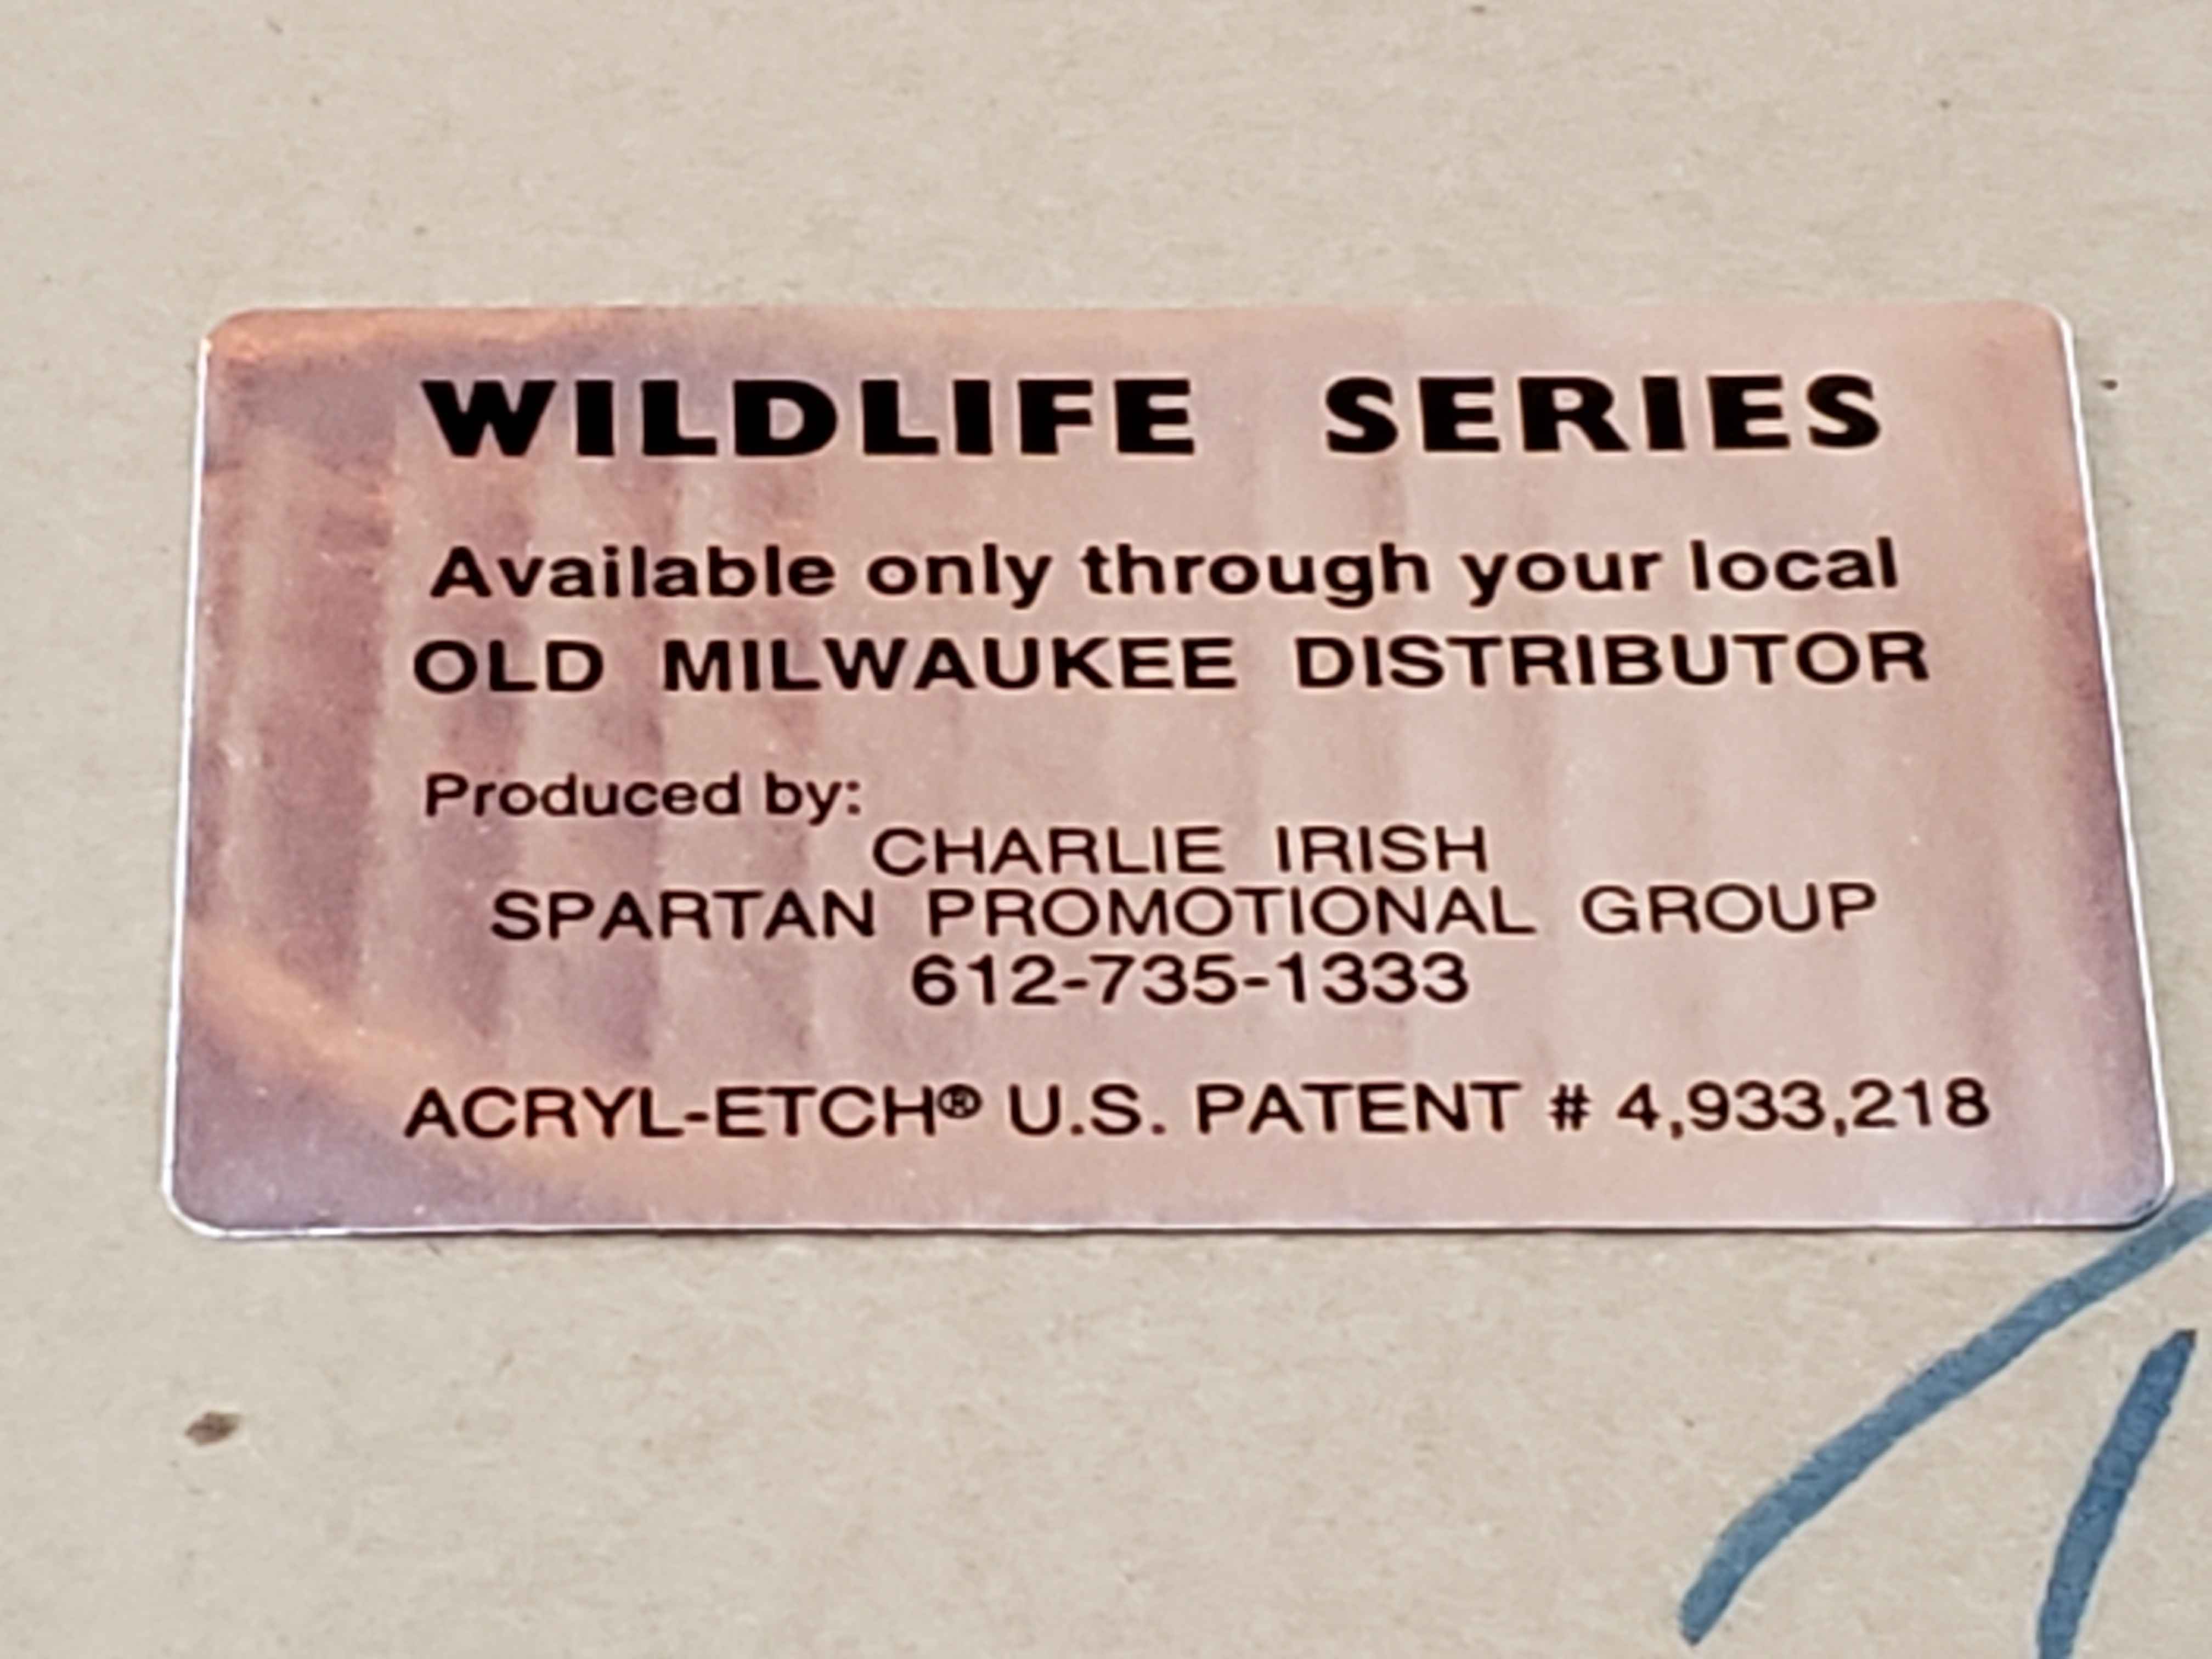 WILDLIFE SERIES
Available only through your local
OLD MILWAUKEE DISTRIBUTOR
Produced by:
CHARLIE IRISH
SPARTAN PROMOTIONAL GROUP
612-735-1333
ACRYL-ETCH® U.S. PATENT # 4,933,218